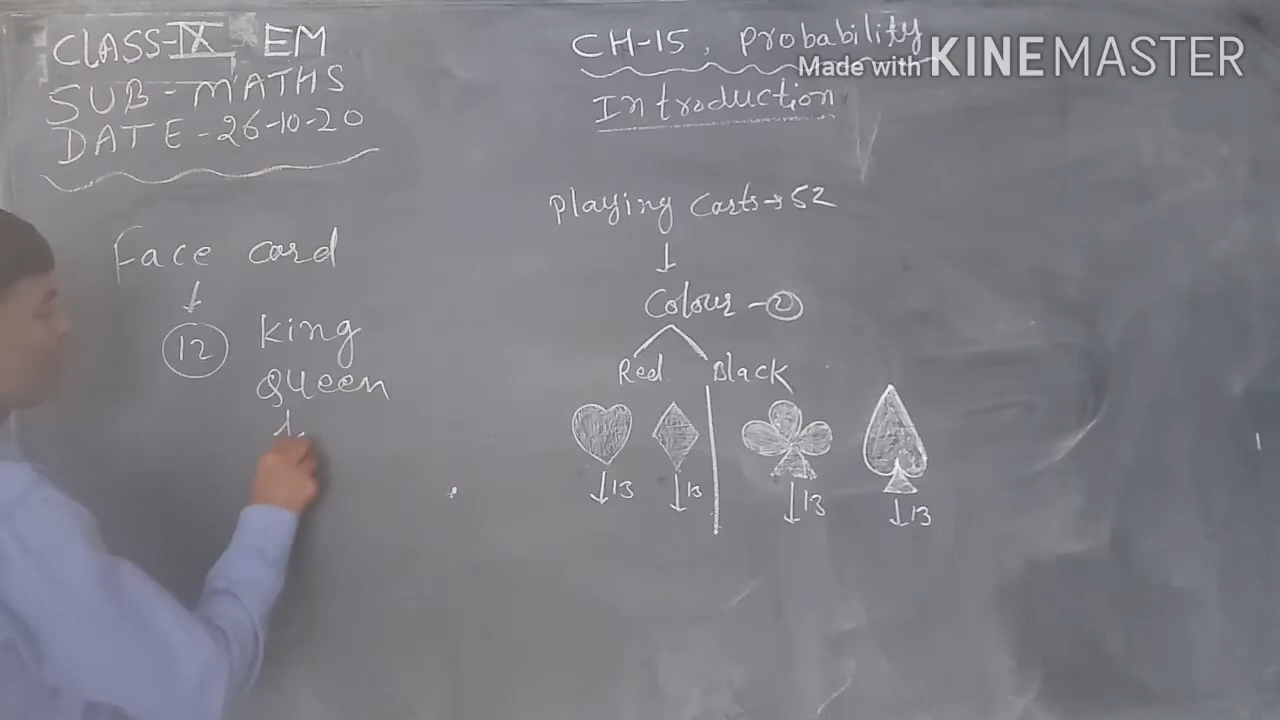 CLASS-IX EM
SUB-MATHS
DATE-26-10-20
CH-15, Probability
Made with KINEMASTER
Introduction
Playing Carts→52
↓
Colour-②
Red Black
↓13 ↓13 ↓13 ↓13
Face card
↓
12 King
Queen